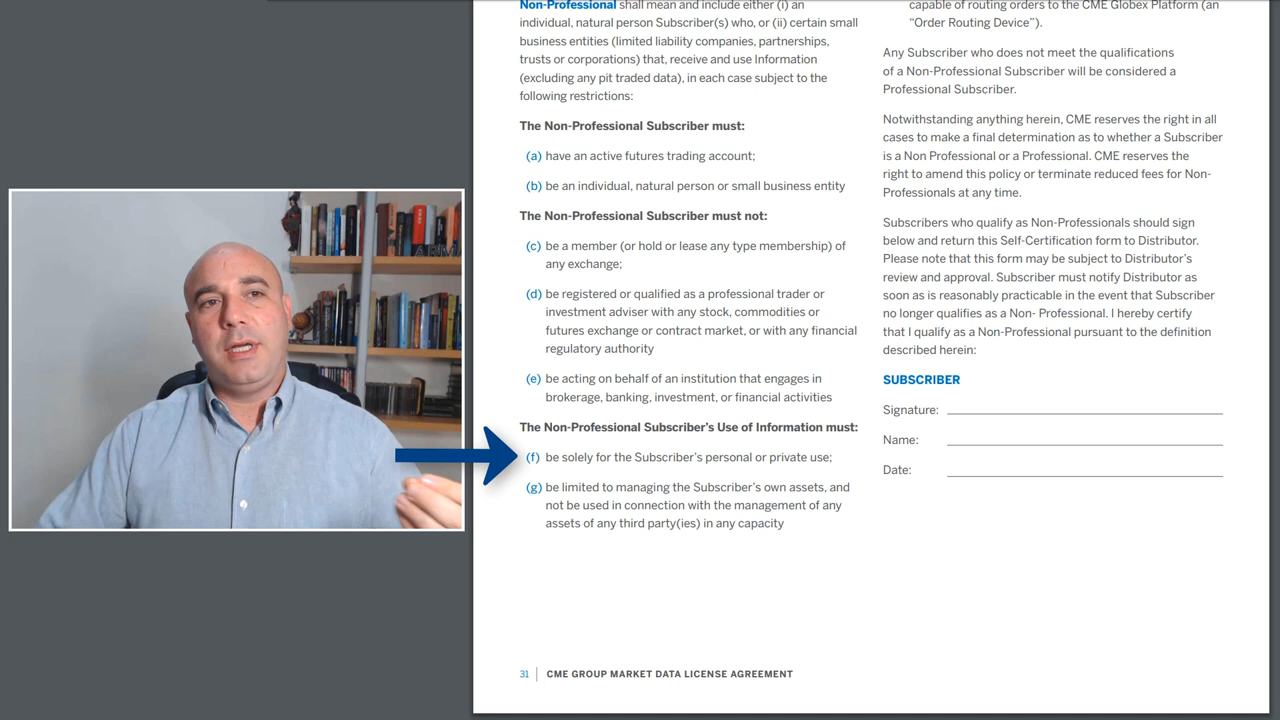 Non-Professional shall mean and include either (i) an
individual, natural person Subscriber(s) who, or (ii) certain small
business entities (limited liability companies, partnerships,
trusts or corporations) that, receive and use Information
(excluding any pit traded data), in each case subject to the
following restrictions:
The Non-Professional Subscriber must:
(a) have an active futures trading account;
(b) be an individual, natural person or small business entity
The Non-Professional Subscriber must not:
(c) be a member (or hold or lease any type membership) of
any exchange;
(d) be registered or qualified as a professional trader or
investment adviser with any stock, commodities or
futures exchange or contract market, or with any financial
regulatory authority
(e) be acting on behalf of an institution that engages in
brokerage, banking, investment, or financial activities
The Non-Professional Subscriber's Use of Information must:
(f) be solely for the Subscriber's personal or private use;
(g) be limited to managing the Subscriber's own assets, and
not be used in connection with the management of any
assets of any third party(ies) in any capacity
capable of routing orders to the CME Globex Platform (an
“Order Routing Device”).
Any Subscriber who does not meet the qualifications
of a Non-Professional Subscriber will be considered a
Professional Subscriber.
Notwithstanding anything herein, CME reserves the right in all
cases to make a final determination as to whether a Subscriber
is a Non Professional or a Professional. CME reserves the
right to amend this policy or terminate reduced fees for Non-
Professionals at any time.
Subscribers who qualify as Non-Professionals should sign
below and return this Self-Certification form to Distributor.
Please note that this form may be subject to Distributor's
review and approval. Subscriber must notify Distributor as
soon as is reasonably practicable in the event that Subscriber
no longer qualifies as a Non- Professional. I hereby certify
that I qualify as a Non-Professional pursuant to the definition
described herein:
SUBSCRIBER
Signature:
Name:
Date:
31 | CME GROUP MARKET DATA LICENSE AGREEMENT